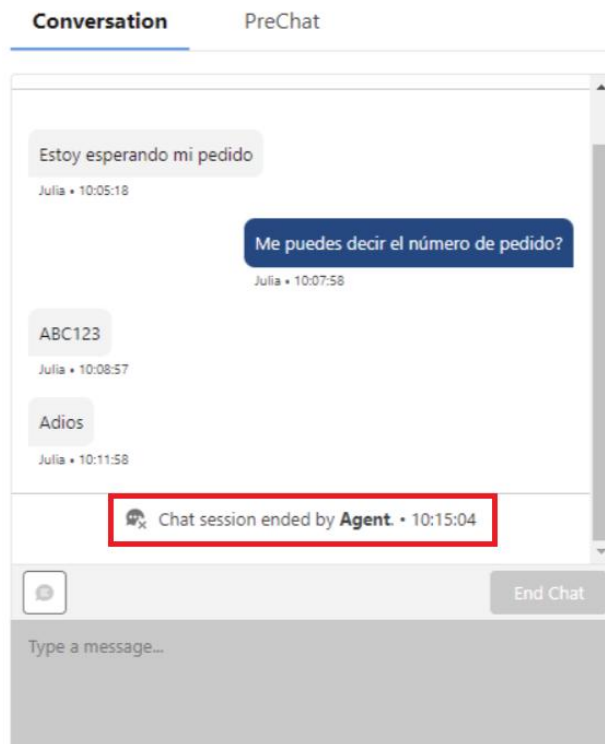 Conversation PreChat
Estoy esperando mi pedido
Julia • 10:05:18
Me puedes decir el número de pedido?
Julia • 10:07:58
ABC123
Julia • 10:08:57
Adios
Julia • 10:11:58
Chat session ended by Agent. • 10:15:04
End Chat
Type a message...